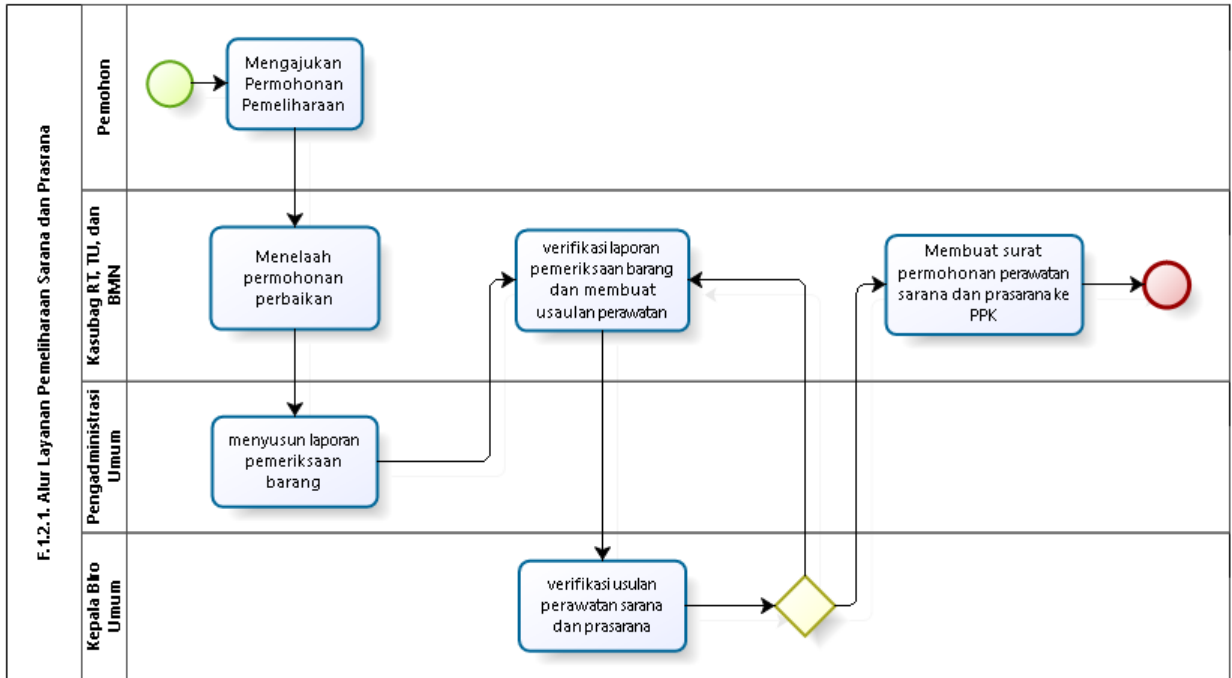 F.1.2.1. Alur Layanan Pemeliharaan Sarana dan Prasrana
Pemohon
Mengajukan
Permohonan
Pemeliharaan
Kasubag RT, TU, dan
BMN
Menelaah
permohonan
perbaikan
verifikasi laporan
pemeriksaan barang
dan membuat
usaulan perawatan
Membuat surat
permohonan perawatan
sarana dan prasarana ke
PPK
Pengadministrasi
Umum
menyusun laporan
pemeriksaan
barang
Kepala Biro
Umum
verifikasi usulan
perawatan sarana
dan prasarana